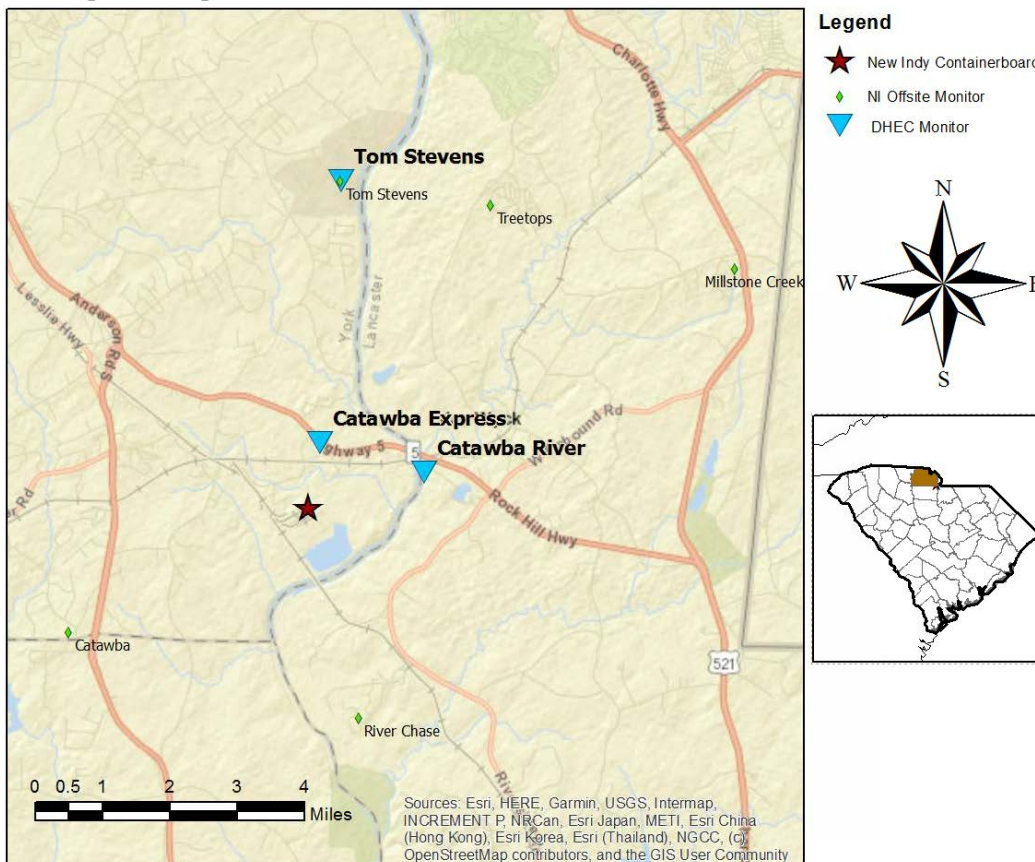 Charlotte Hwy
Tom Stevens
Tom Stevens
Treetops
Millstone Creek
Lesslie Hwy
Anderson Rd S
York
Lancaster
Catawba Express
Catawba River
5
Rock Hill Hwy
521
Catawba
River Chase
0 0.5 1 2 3 4
Miles
Sources: Esri, HERE, Garmin, USGS, Intermap,
INCREMENT P, NRCan, Esri Japan, METI, Esri China
(Hong Kong), Esri Korea, Esri (Thailand), NGCC, (c)
OpenStreetMap contributors, and the GIS User Community
Legend
New Indy Containerboard
NI Offsite Monitor
DHEC Monitor
N
W E
S